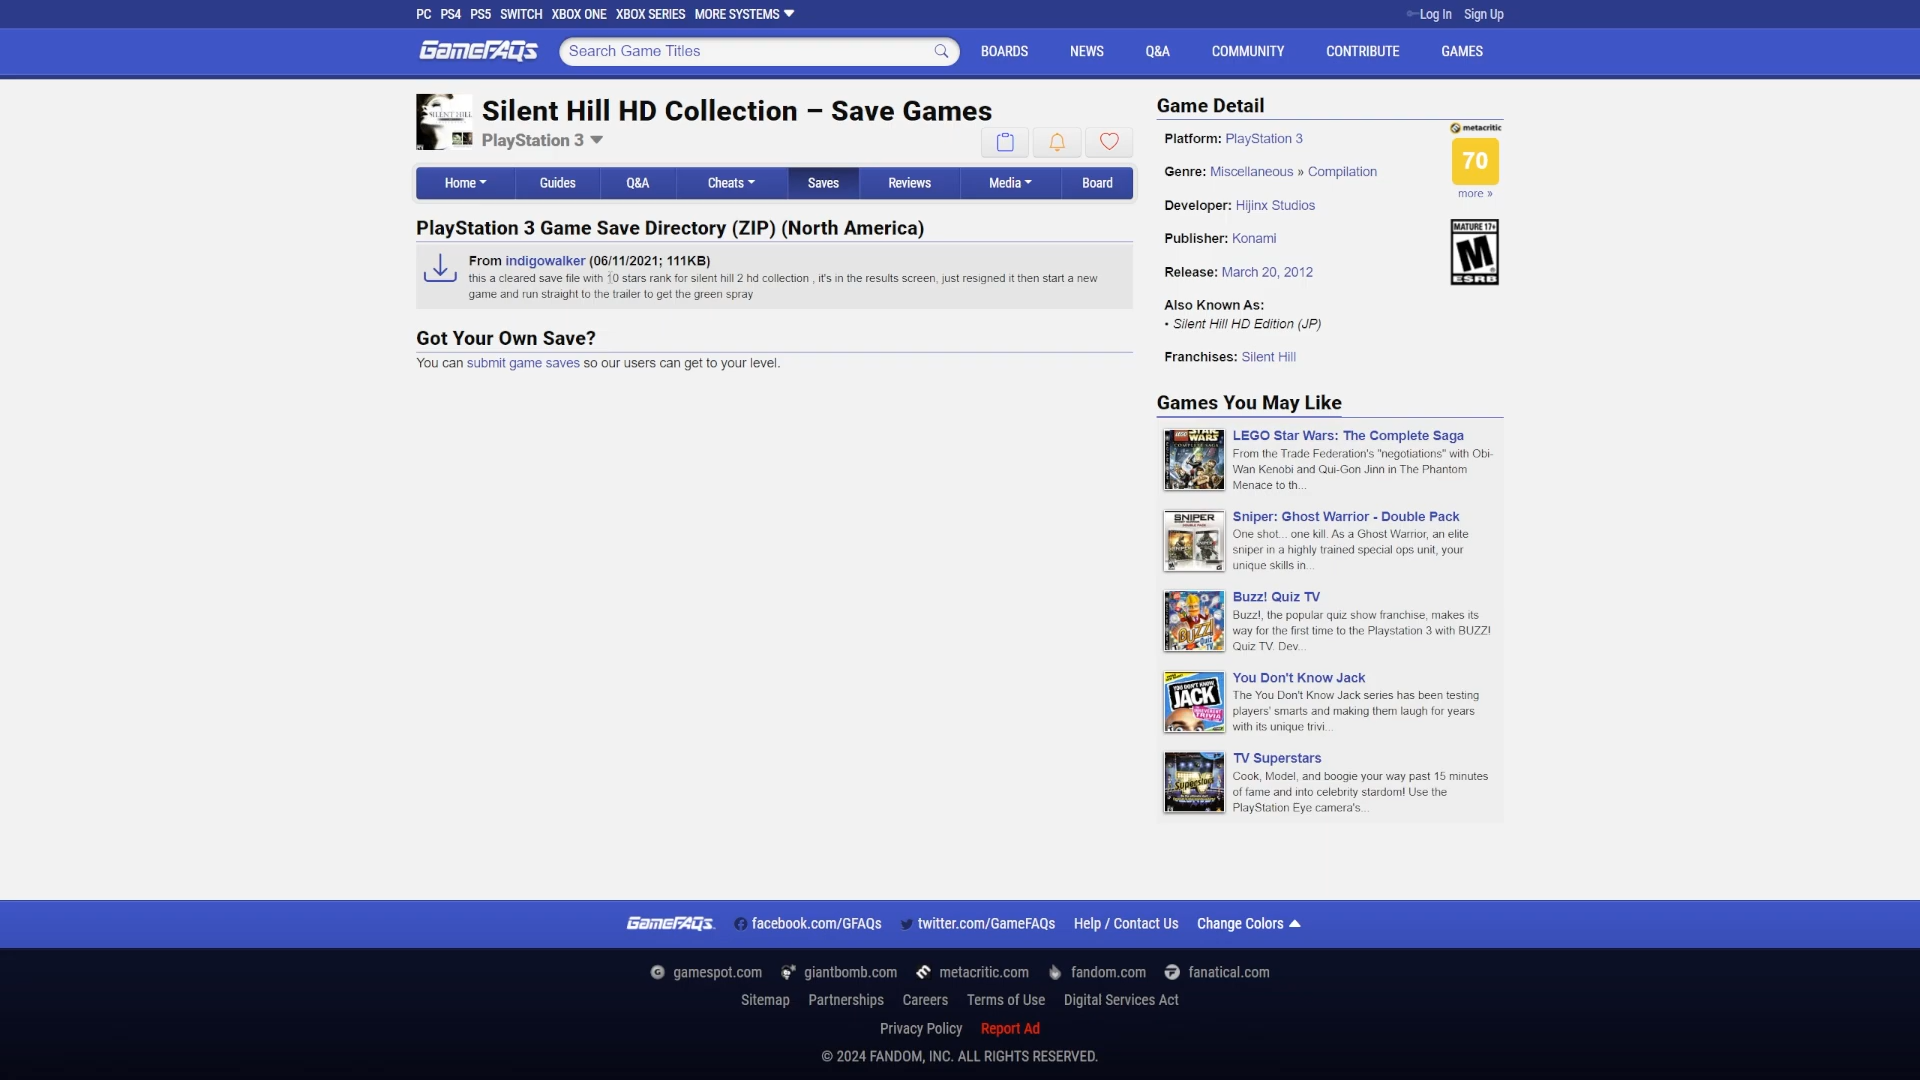 PC PS4 PS5 SWITCH XBOX ONE XBOX SERIES MORE SYSTEMS
Log In Sign Up
GameFAQs
Search Game Titles
BOARDS NEWS Q&A COMMUNITY CONTRIBUTE GAMES
SILENT HILL
Silent Hill HD Collection – Save Games
PlayStation 3
Home Guides Q&A Cheats Saves Reviews Media Board
PlayStation 3 Game Save Directory (ZIP) (North America)
From indigowalker (06/11/2021; 111KB)
this a cleared save file with 10 stars rank for silent hill 2 hd collection , it's in the results screen, just resigned it then start a new
game and run straight to the trailer to get the green spray
Got Your Own Save?
You can submit game saves so our users can get to your level.
Game Detail
Platform: PlayStation 3
metacritic
70
more »
Genre: Miscellaneous » Compilation
Developer: Hijinx Studios
Publisher: Konami
MATURE 17+
M
ESRB
Release: March 20, 2012
Also Known As:
• Silent Hill HD Edition (JP)
Franchises: Silent Hill
Games You May Like
LEGO STAR WARS
LEGO Star Wars: The Complete Saga
From the Trade Federation's "negotiations" with Obi-
Wan Kenobi and Qui-Gon Jinn in The Phantom
Menace to th...
SNIPER
Sniper: Ghost Warrior - Double Pack
One shot... one kill. As a Ghost Warrior, an elite
sniper in a highly trained special ops unit, your
unique skills in...
BUZZ!
Buzz! Quiz TV
Buzz!, the popular quiz show franchise, makes its
way for the first time to the Playstation 3 with BUZZ!
Quiz TV. Dev...
YOU DON'T KNOW
JACK
You Don't Know Jack
The You Don't Know Jack series has been testing
players' smarts and making them laugh for years
with its unique trivi...
Superstars
TV Superstars
Cook, Model, and boogie your way past 15 minutes
of fame and into celebrity stardom! Use the
PlayStation Eye camera's...
GameFAQs. facebook.com/GFAQs twitter.com/GameFAQs Help / Contact Us Change Colors
gamespot.com giantbomb.com metacritic.com fandom.com fanatical.com
Sitemap Partnerships Careers Terms of Use Digital Services Act
Privacy Policy Report Ad
© 2024 FANDOM, INC. ALL RIGHTS RESERVED.